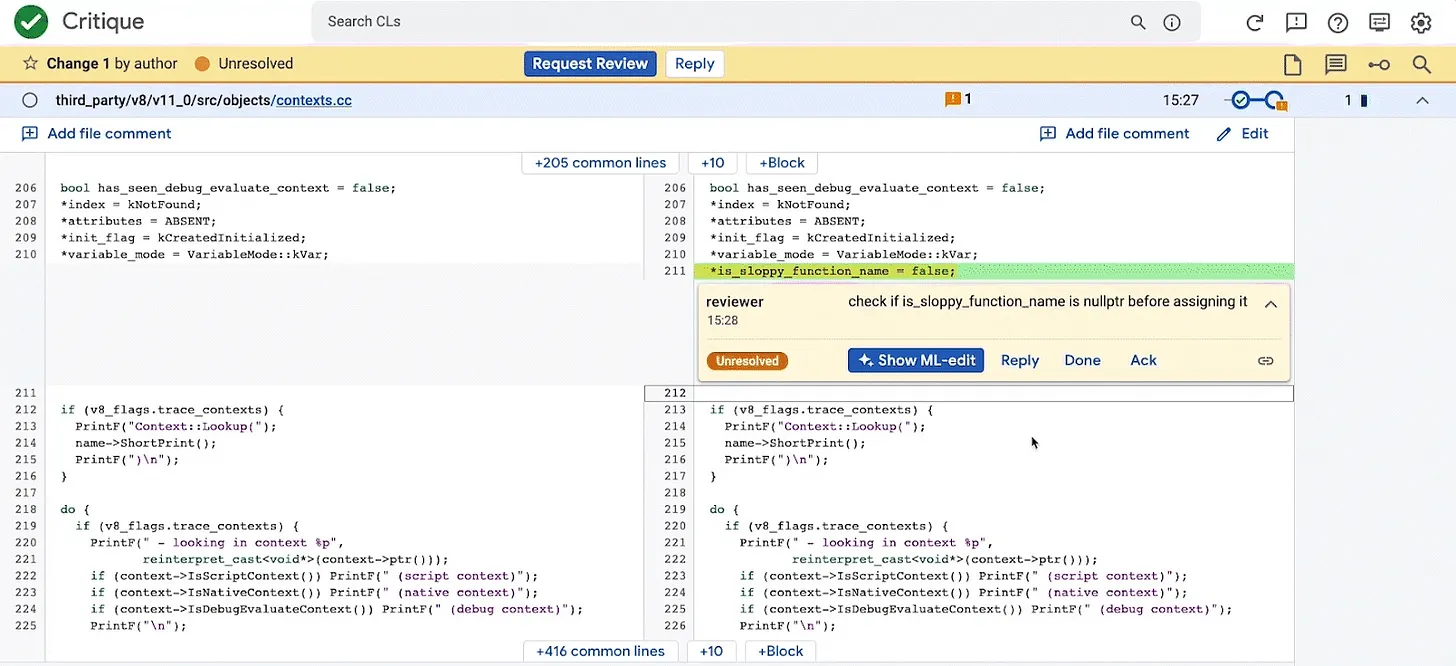 Critique
Search CLs
Change 1 by author Unresolved Request Review Reply
third_party/v8/v11_0/src/objects/contexts.cc 1 15:27 1
Add file comment Add file comment Edit
+205 common lines +10 +Block
206 bool has_seen_debug_evaluate_context = false;
207 *index = kNotFound;
208 *attributes = ABSENT;
209 *init_flag = kCreatedInitialized;
210 *variable_mode = VariableMode::kVar;
206 bool has_seen_debug_evaluate_context = false;
207 *index = kNotFound;
208 *attributes = ABSENT;
209 *init_flag = kCreatedInitialized;
210 *variable_mode = VariableMode::kVar;
211 *is_sloppy_function_name = false;
reviewer check if is_sloppy_function_name is nullptr before assigning it
15:28
Unresolved Show ML-edit Reply Done Ack
211
212 if (v8_flags.trace_contexts) {
213 PrintF("Context::Lookup(");
214 name->ShortPrint();
215 PrintF(")\n");
216 }
217
218 do {
219 if (v8_flags.trace_contexts) {
220 PrintF(" - looking in context %p",
221 reinterpret_cast<void*>(context->ptr()));
222 if (context->IsScriptContext()) PrintF(" (script context)");
223 if (context->IsNativeContext()) PrintF(" (native context)");
224 if (context->IsDebugEvaluateContext()) PrintF(" (debug context)");
225 PrintF("\n");
212
213 if (v8_flags.trace_contexts) {
214 PrintF("Context::Lookup(");
215 name->ShortPrint();
216 PrintF(")\n");
217 }
218
219 do {
220 if (v8_flags.trace_contexts) {
221 PrintF(" - looking in context %p",
222 reinterpret_cast<void*>(context->ptr()));
223 if (context->IsScriptContext()) PrintF(" (script context)");
224 if (context->IsNativeContext()) PrintF(" (native context)");
225 if (context->IsDebugEvaluateContext()) PrintF(" (debug context)");
226 PrintF("\n");
+416 common lines +10 +Block